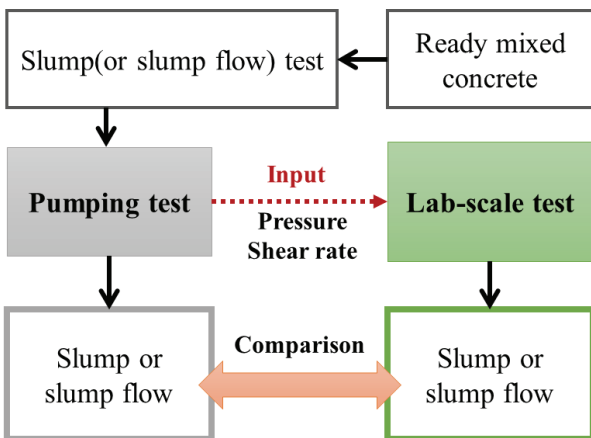 Slump(or slump flow) test
Ready mixed
concrete
Pumping test
Input
Pressure
Shear rate
Lab-scale test
Slump or
slump flow
Comparison
Slump or
slump flow